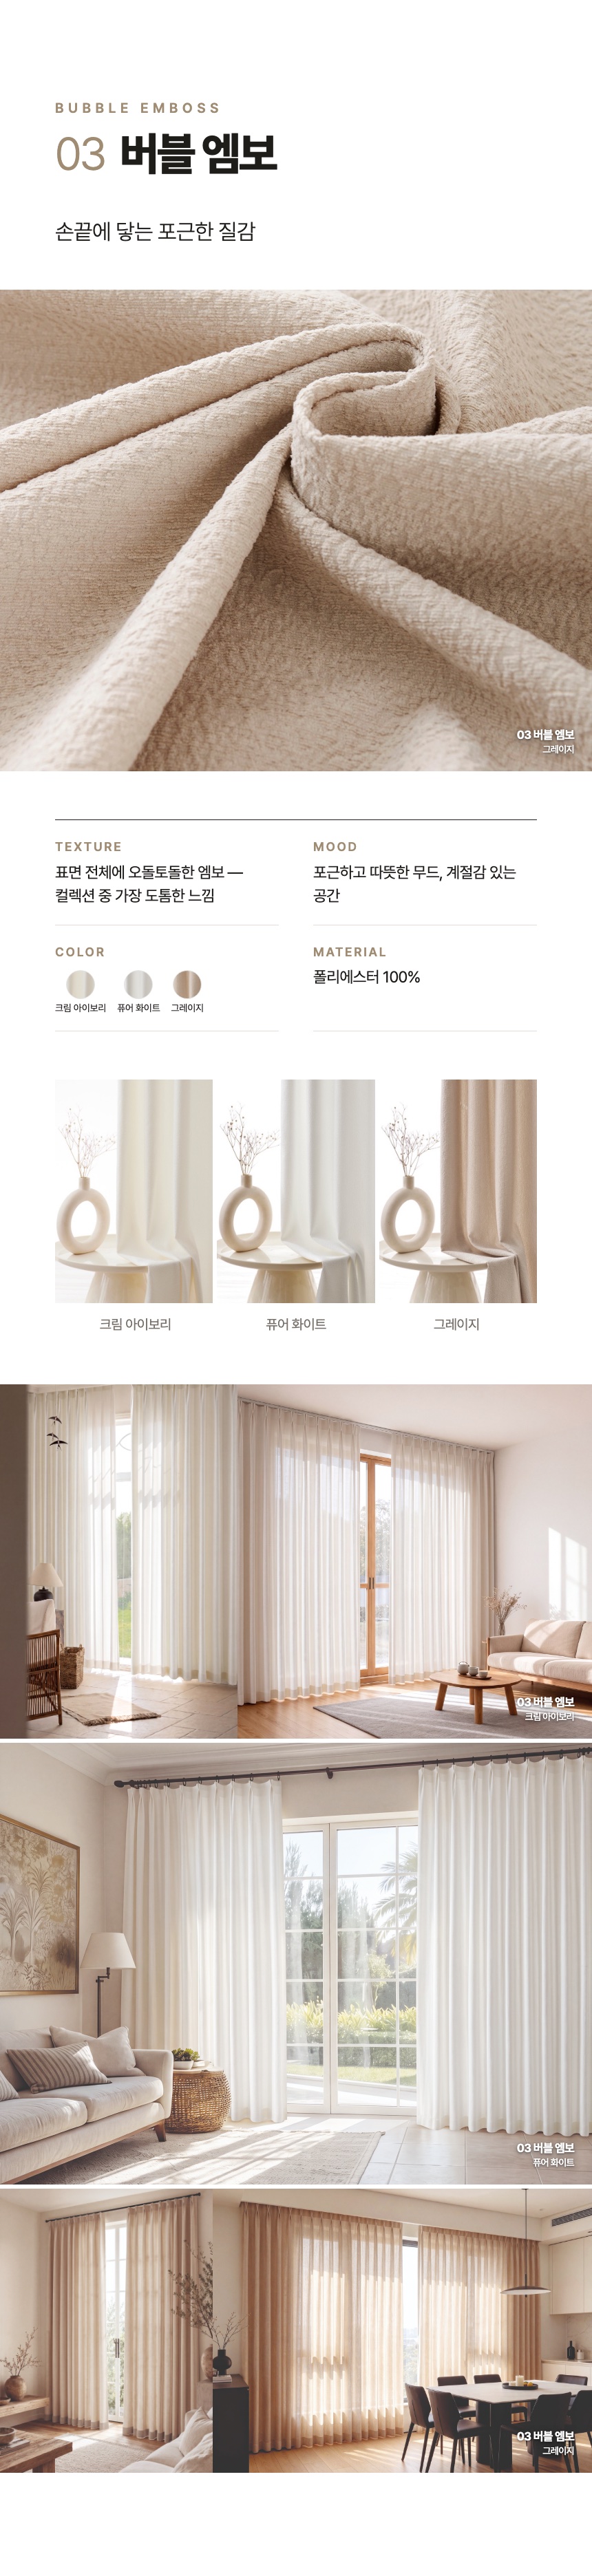 BUBBLE EMBOSS
03 버블 엠보
손끝에 닿는 포근한 질감
03 버블 엠보
그레이지
TEXTURE
표면 전체에 오돌토돌한 엠보 —
컬렉션 중 가장 도톰한 느낌
MOOD
포근하고 따뜻한 무드, 계절감 있는
공간
COLOR
크림 아이보리 퓨어 화이트 그레이지
MATERIAL
폴리에스터 100%
크림 아이보리 퓨어 화이트 그레이지
03 버블 엠보
크림 아이보리
03 버블 엠보
퓨어 화이트
03 버블 엠보
그레이지